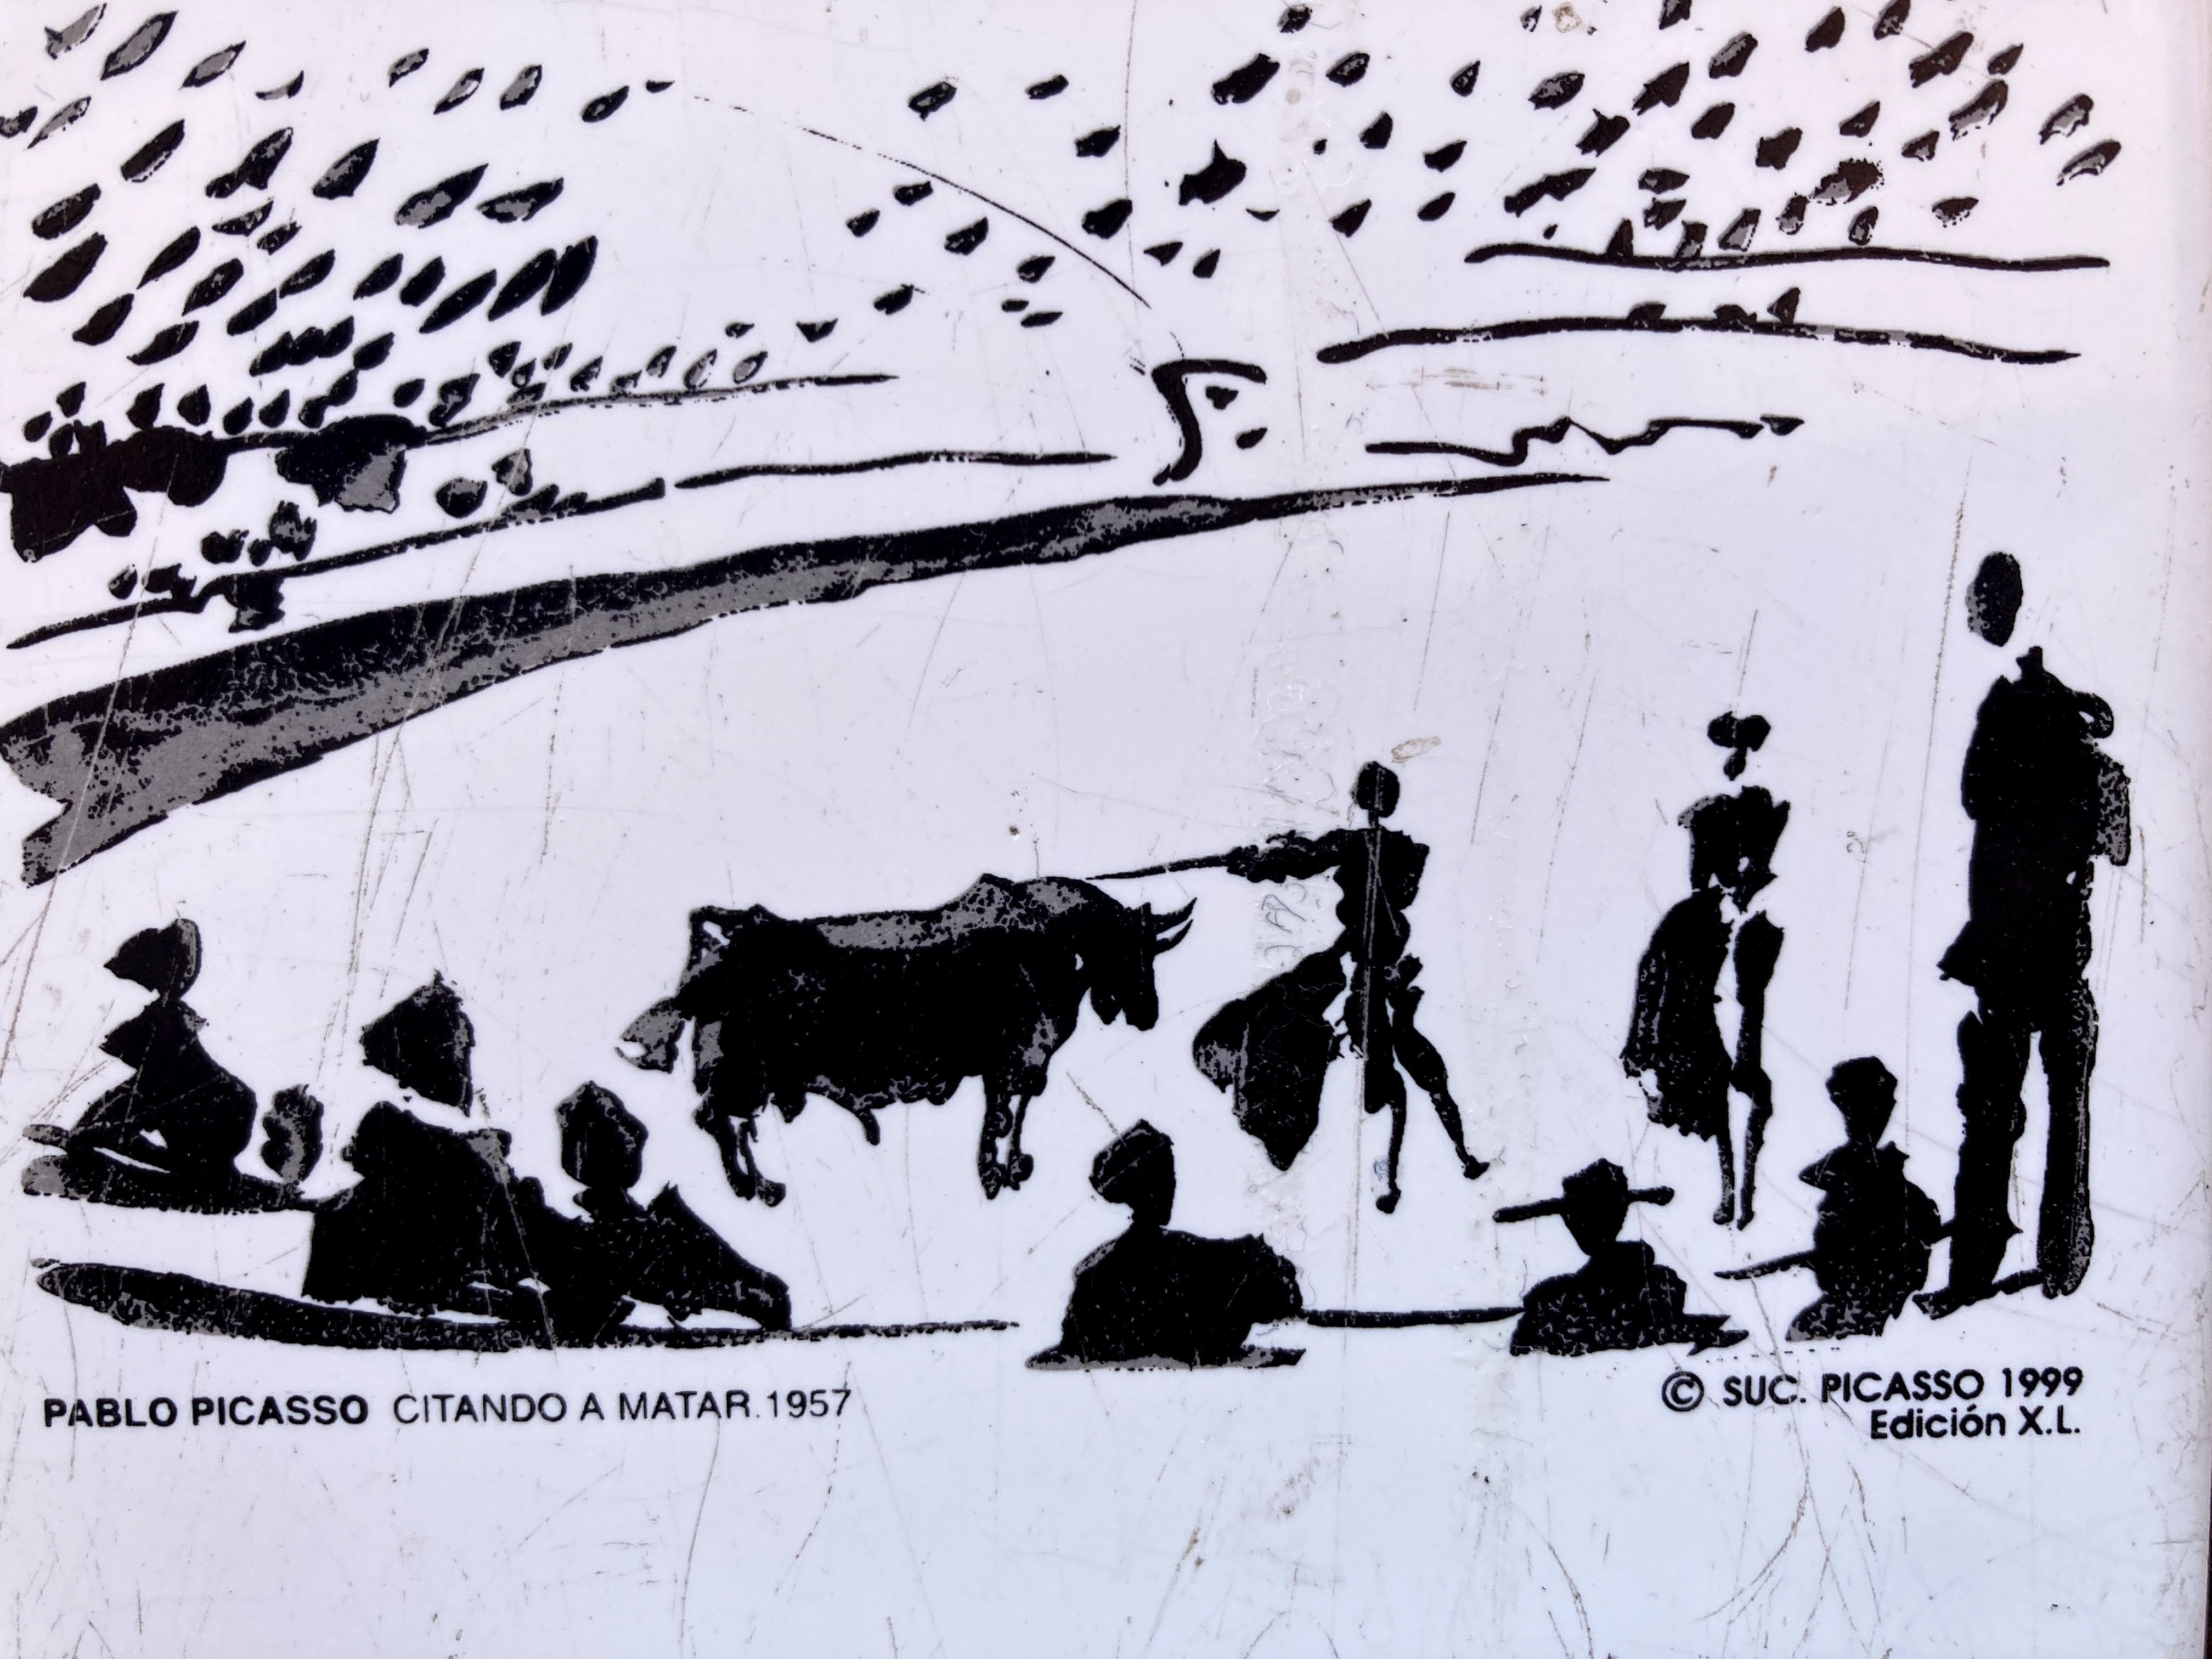 PABLO PICASSO CITANDO A MATAR. 1957
© SUC. PICASSO 1999
Edición X.L.